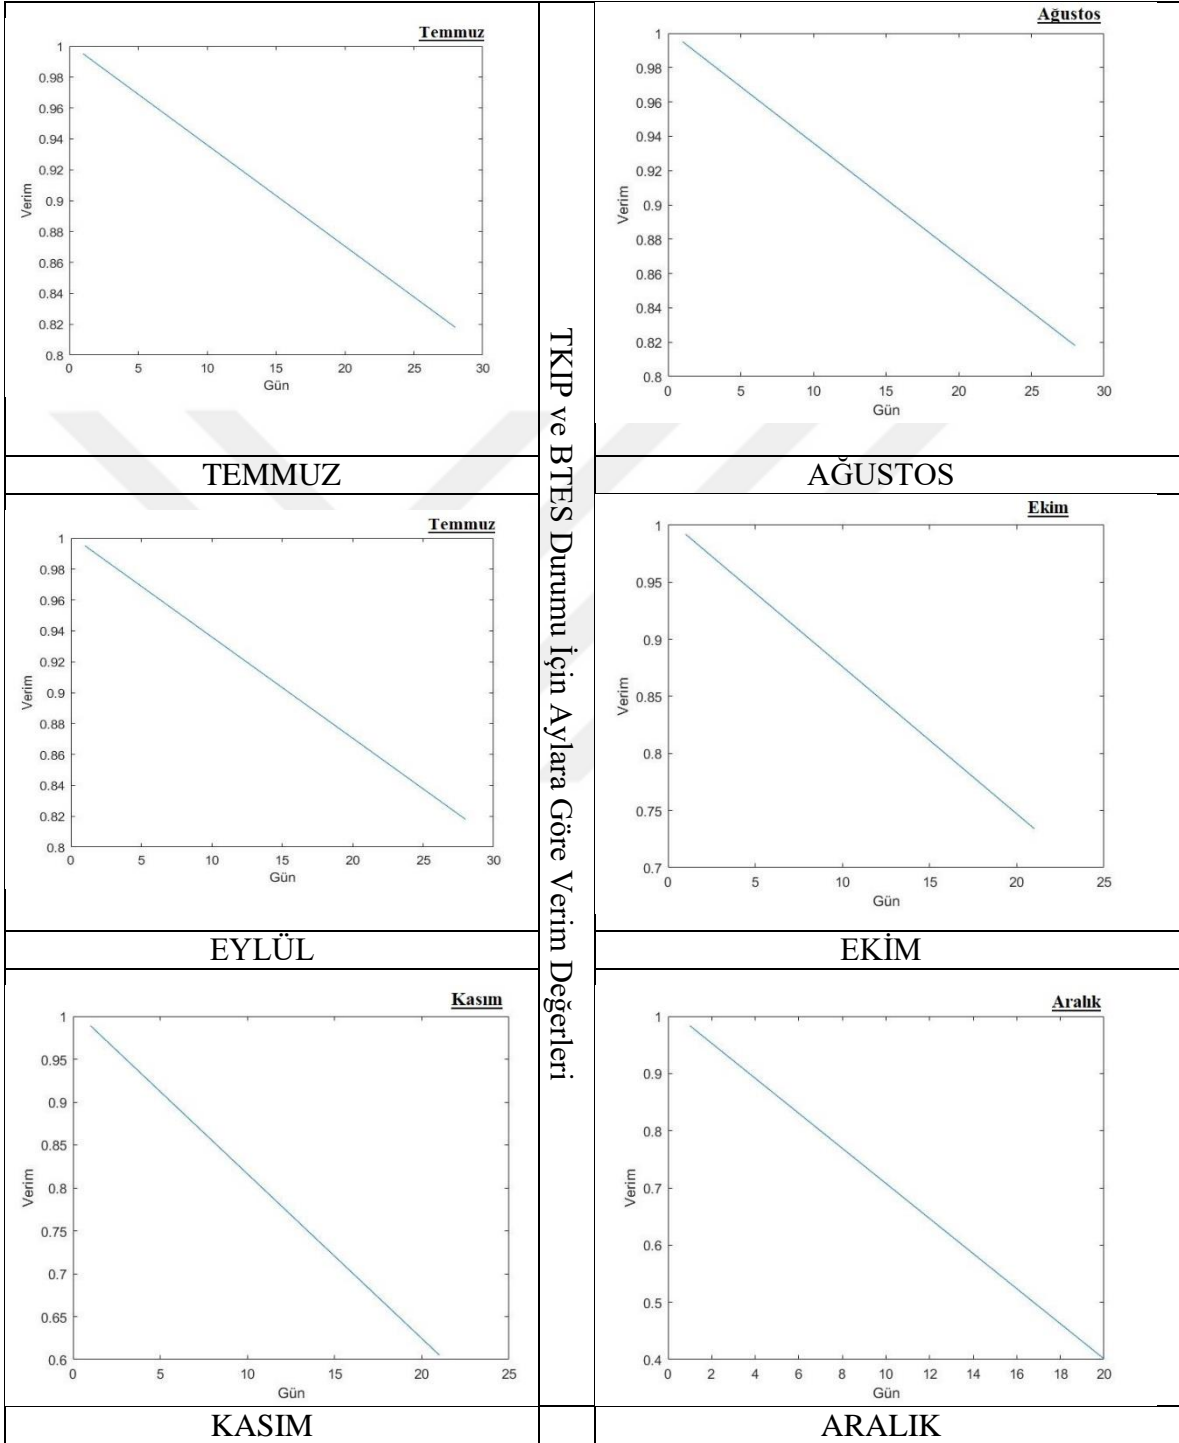 Temmuz
1
0.98
0.96
0.94
0.92
0.9
0.88
0.86
0.84
0.82
0.8
Verim
0 5 10 15 20 25 30
Gün
TEMMUZ
Ağustos
1
0.98
0.96
0.94
0.92
0.9
0.88
0.86
0.84
0.82
0.8
Verim
0 5 10 15 20 25 30
Gün
AĞUSTOS
TKIP ve BTES Durumu İçin Aylara Göre Verim Değerleri
Temmuz
1
0.98
0.96
0.94
0.92
0.9
0.88
0.86
0.84
0.82
0.8
Verim
0 5 10 15 20 25 30
Gün
EYLÜL
Ekim
1
0.95
0.9
0.85
0.8
0.75
0.7
Verim
0 5 10 15 20 25
Gün
EKİM
Kasım
1
0.95
0.9
0.85
0.8
0.75
0.7
0.65
0.6
Verim
0 5 10 15 20 25
Gün
KASIM
Aralık
1
0.9
0.8
0.7
0.6
0.5
0.4
Verim
0 2 4 6 8 10 12 14 16 18 20
Gün
ARALIK